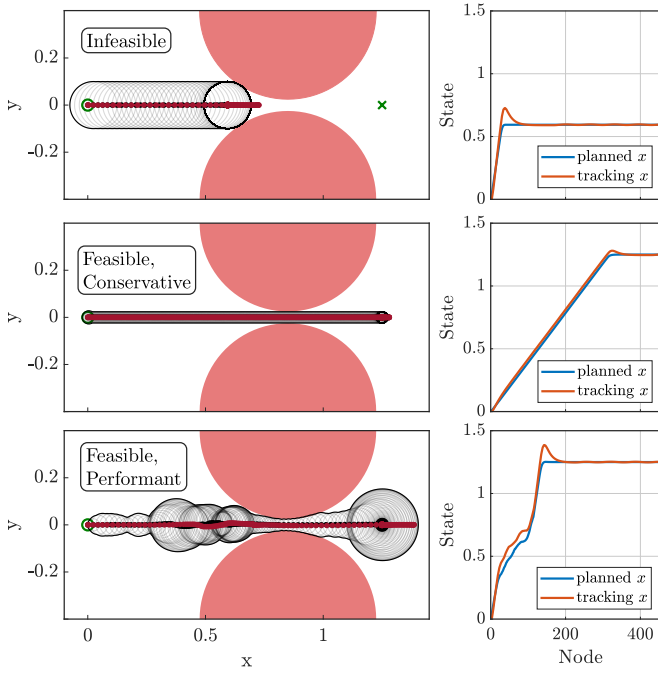 Infeasible
0.2
0
-0.2
y
1.5
1
0.5
0
State
planned x
tracking x
Feasible,
Conservative
0.2
0
-0.2
y
1.5
1
0.5
0
State
planned x
tracking x
Feasible,
Performant
0.2
0
-0.2
y
0 0.5 1
x
1.5
1
0.5
0
State
planned x
tracking x
0 200 400
Node